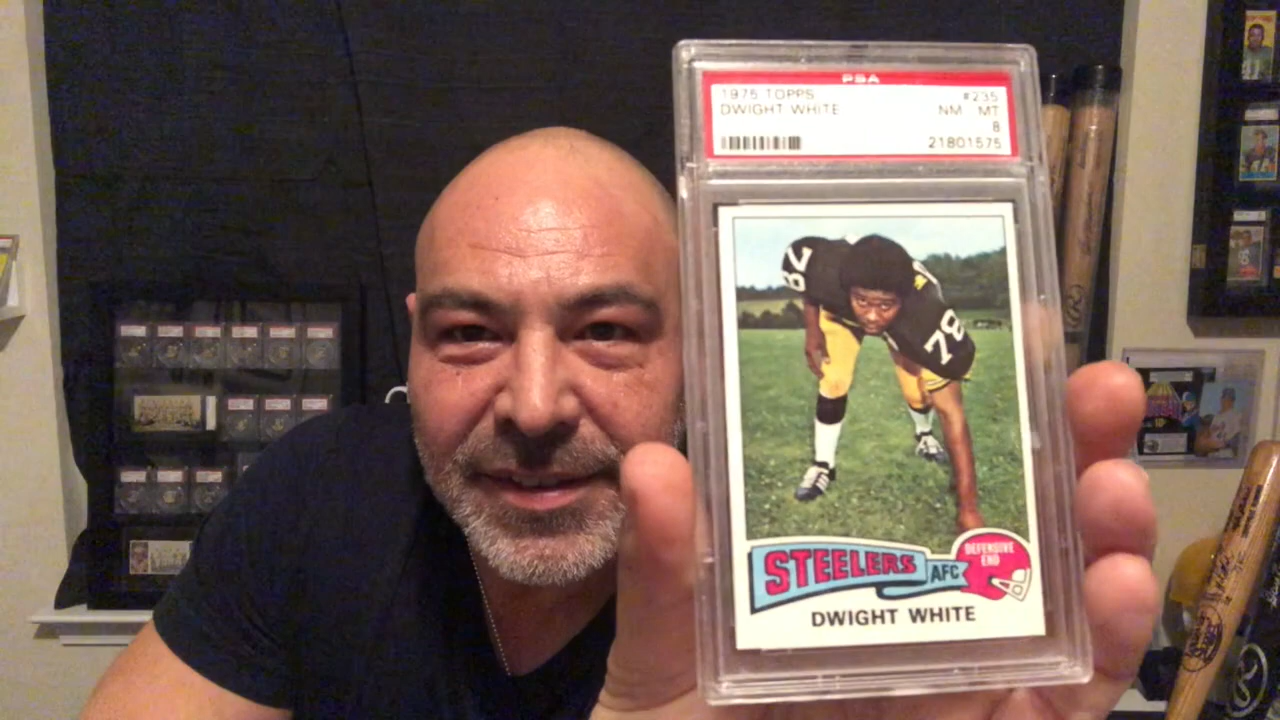 PSA
1975 TOPPS #235
DWIGHT WHITE NM MT
8
21801575
78
78
STEELERS
AFC
DEFENSIVE
END
DWIGHT WHITE